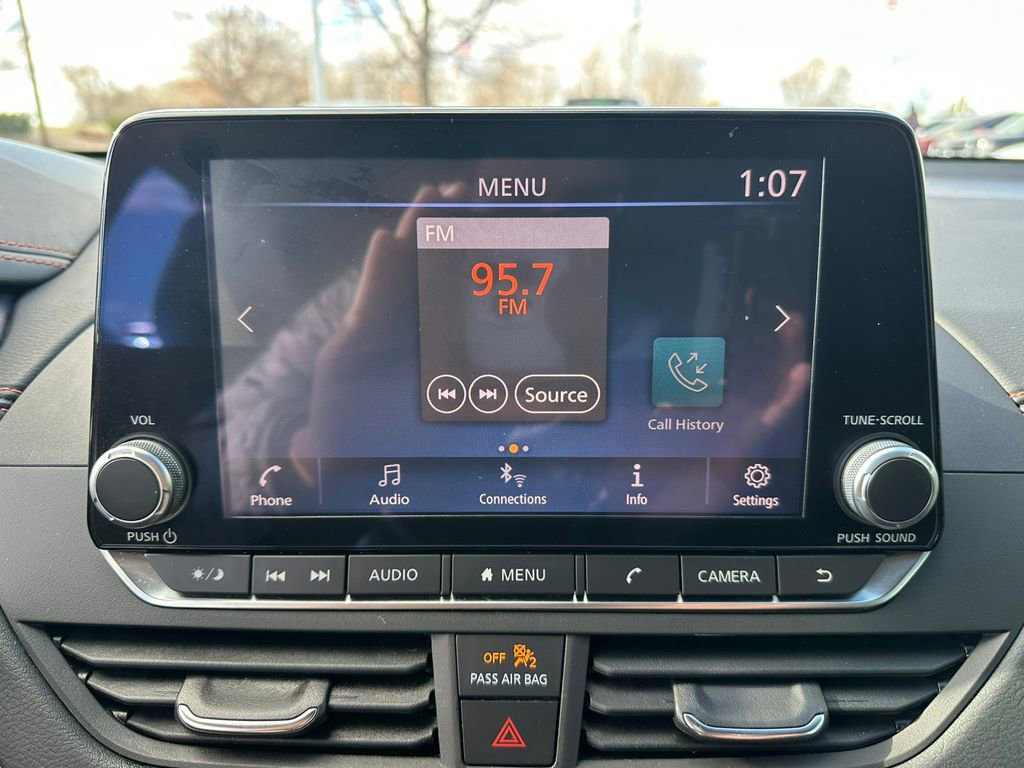 MENU
1:07
FM
95.7
FM
Source
Call History
VOL
TUNE·SCROLL
Phone
Audio
Connections
Info
Settings
PUSH
PUSH SOUND
AUDIO
MENU
CAMERA
OFF 2
PASS AIR BAG